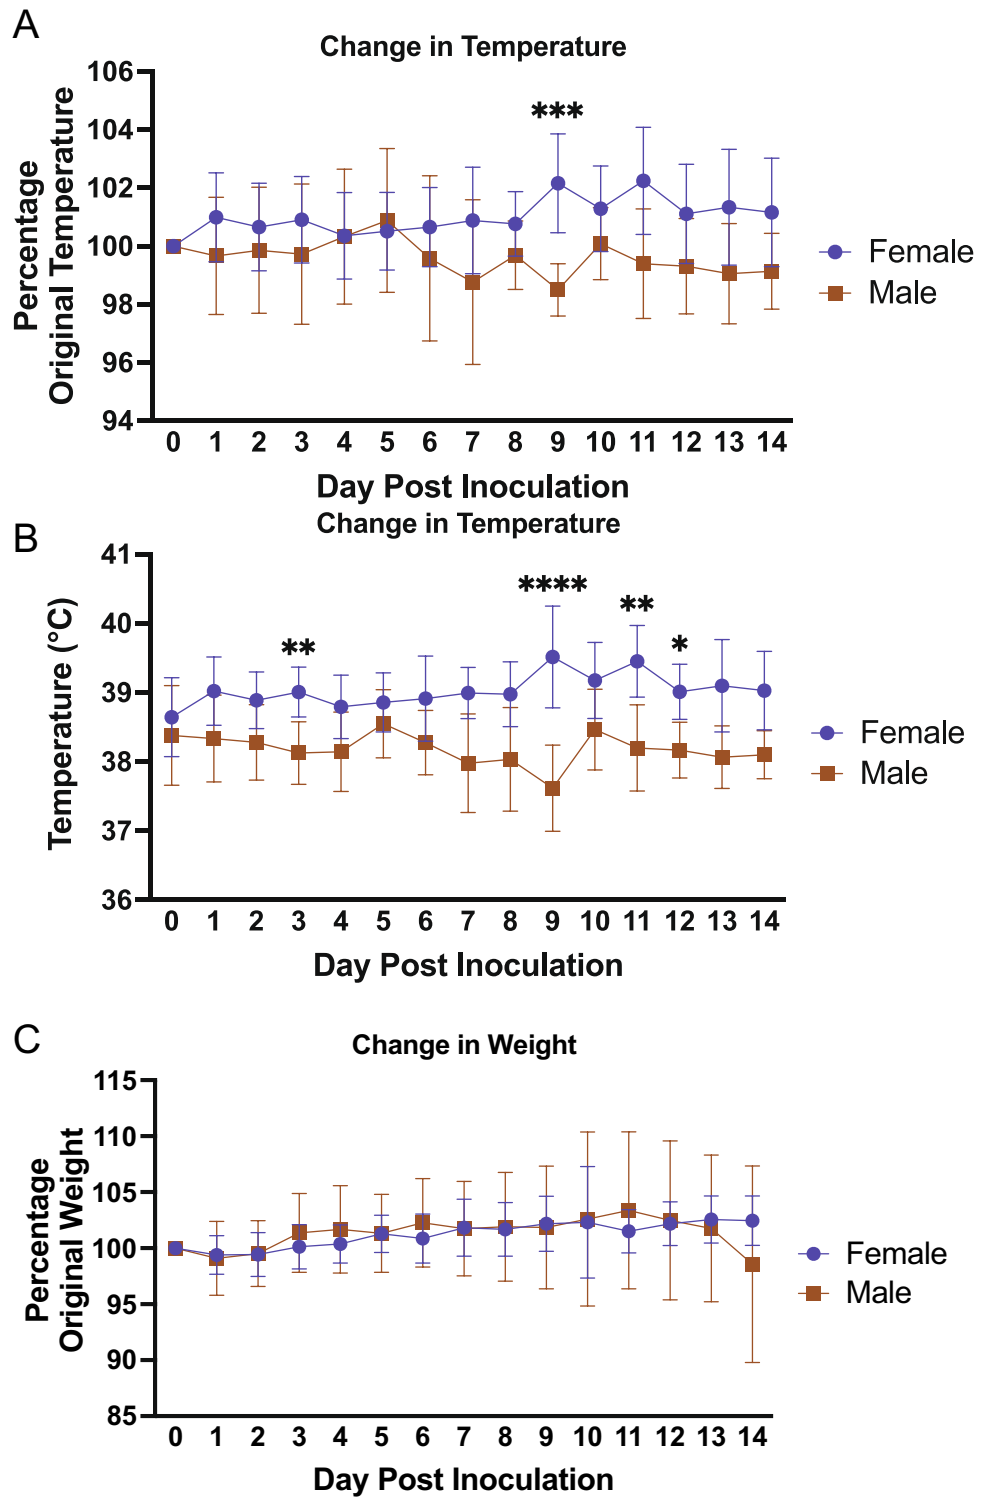 A
Change in Temperature
Percentage
Original Temperature
106
104
102
100
98
96
94
***
0 1 2 3 4 5 6 7 8 9 10 11 12 13 14
Day Post Inoculation
Female
Male
B
Change in Temperature
Temperature (°C)
41
40
39
38
37
36
**
****
**
*
0 1 2 3 4 5 6 7 8 9 10 11 12 13 14
Day Post Inoculation
Female
Male
C
Change in Weight
Percentage
Original Weight
115
110
105
100
95
90
85
0 1 2 3 4 5 6 7 8 9 10 11 12 13 14
Day Post Inoculation
Female
Male